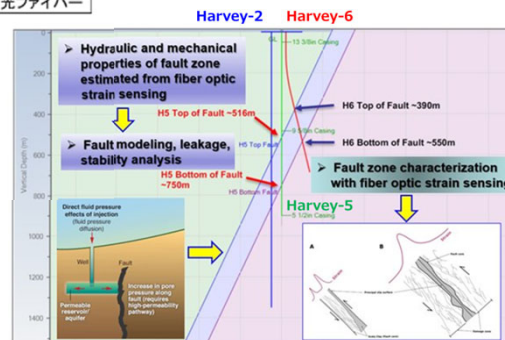 光ファイバー
Harvey-2
Harvey-6
0
GL
13 3/8in Casing
200
➤ Hydraulic and mechanical
properties of fault zone
estimated from fiber optic
strain sensing
H6 Top of Fault ~390m
400
H5 Top of Fault ~516m
9 5/8in Casing
H5 Top Fault
H6 Bottom of Fault ~550m
600
➤ Fault modeling, leakage,
stability analysis
➤ Fault zone characterization
with fiber optic strain sensing
H5 Bottom of Fault
~750m
H5 Bottom Fault
800
Harvey-5
5 1/2in Casing
Vertical Depth (m)
1000
1200
1400
Direct fluid pressure
effects of injection
(fluid pressure
diffusion)
Well
Fault
Permeable
reservoir/
aquifer
Increase in pore
pressure along
fault (requires
high-permeability
pathway)
A
B